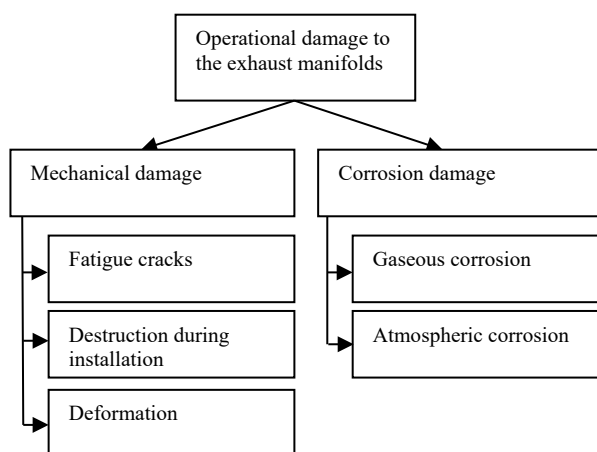 Operational damage to
the exhaust manifolds
Mechanical damage
Corrosion damage
Fatigue cracks
Gaseous corrosion
Destruction during
installation
Atmospheric corrosion
Deformation